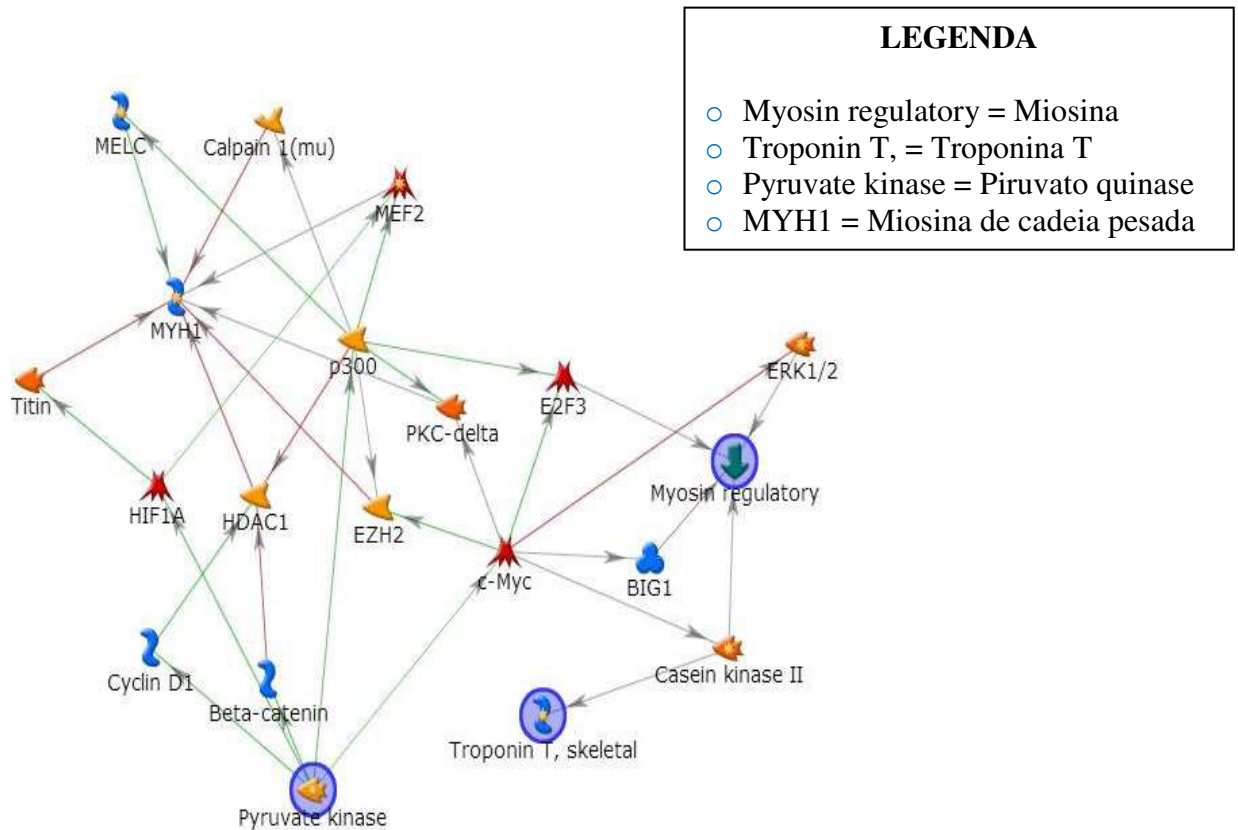 LEGENDA
Myosin regulatory = Miosina
Troponin T, = Troponina T
Pyruvate kinase = Piruvato quinase
MYH1 = Miosina de cadeia pesada
MELC
Calpain 1(mu)
MEF2
MYH1
p300
ERK1/2
Titin
E2F3
PKC-delta
Myosin regulatory
HIF1A
HDAC1
EZH2
c-Myc
BIG1
Cyclin D1
Casein kinase II
Beta-catenin
Troponin T, skeletal
Pyruvate kinase